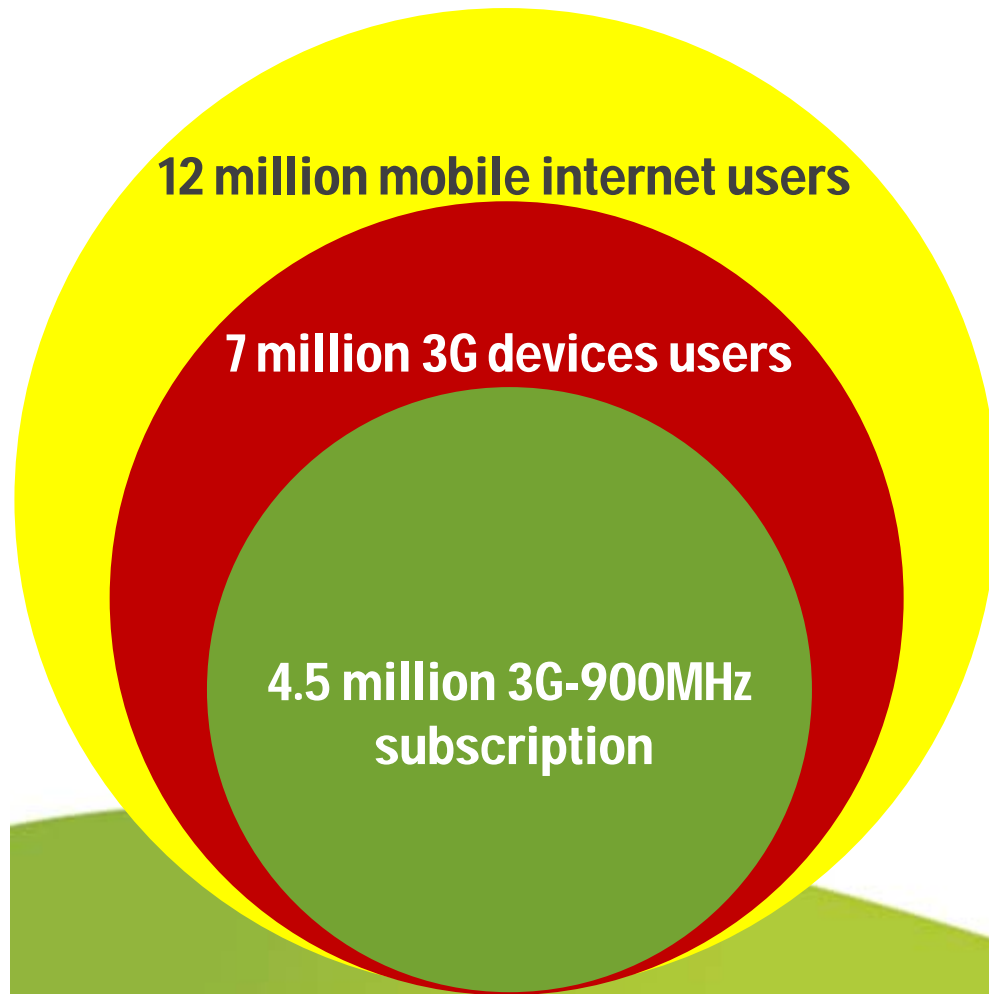 12 million mobile internet users
7 million 3G devices users
4.5 million 3G-900MHz
subscription